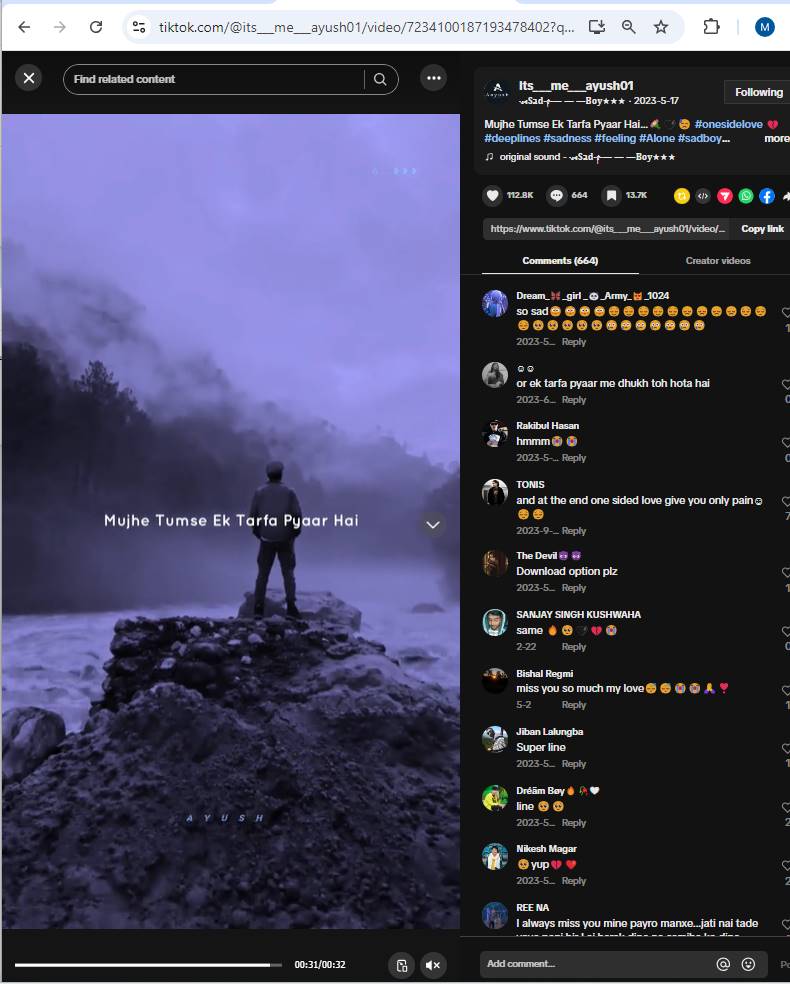 tiktok.com/@its___me___ayush01/video/7234100187193478402?q...
M
Find related content
Mujhe Tumse Ek Tarfa Pyaar Hai
A Y U S H
00:31/00:32
Its___me___ayush01
Following
Boy★★★ · 2023-5-17
Mujhe Tumse Ek Tarfa Pyaar Hai...🥀🖤😔 #onesidelove 💔
#deeplines #sadness #feeling #Alone #sadboy...
more
♫ original sound -
112.8K
664
13.7K
https://www.tiktok.com/@its___me___ayush01/video/...
Copy link
Comments (664)
Creator videos
Dream_🦋_girl_🐼_Army_🦊_1024
so sad
2023-5...
Reply
☺☺
or ek tarfa pyaar me dhukh toh hota hai
2023-6...
Reply
Rakibul Hasan
hmmm😭😭
2023-5-...
Reply
TONIS
and at the end one sided love give you only pain☺
😔😔
2023-9-...
Reply
7
The Devil😈😈
Download option plz
2023-5...
Reply
SANJAY SINGH KUSHWAHA
same 🔥🥺🖤💔😭
2-22
Reply
Bishal Regmi
miss you so much my love😅😅😭😭🙏❣
5-2
Reply
Jiban Lalungba
Super line
2023-5...
Reply
Dréãm Bøy🔥🥀🤍
line 🥺🥺
2023-5...
Reply
2
Nikesh Magar
🥺yup💔❤
2023-5...
Reply
2
REE NA
I always miss you mine payro manxe...jati nai tade
Add comment...